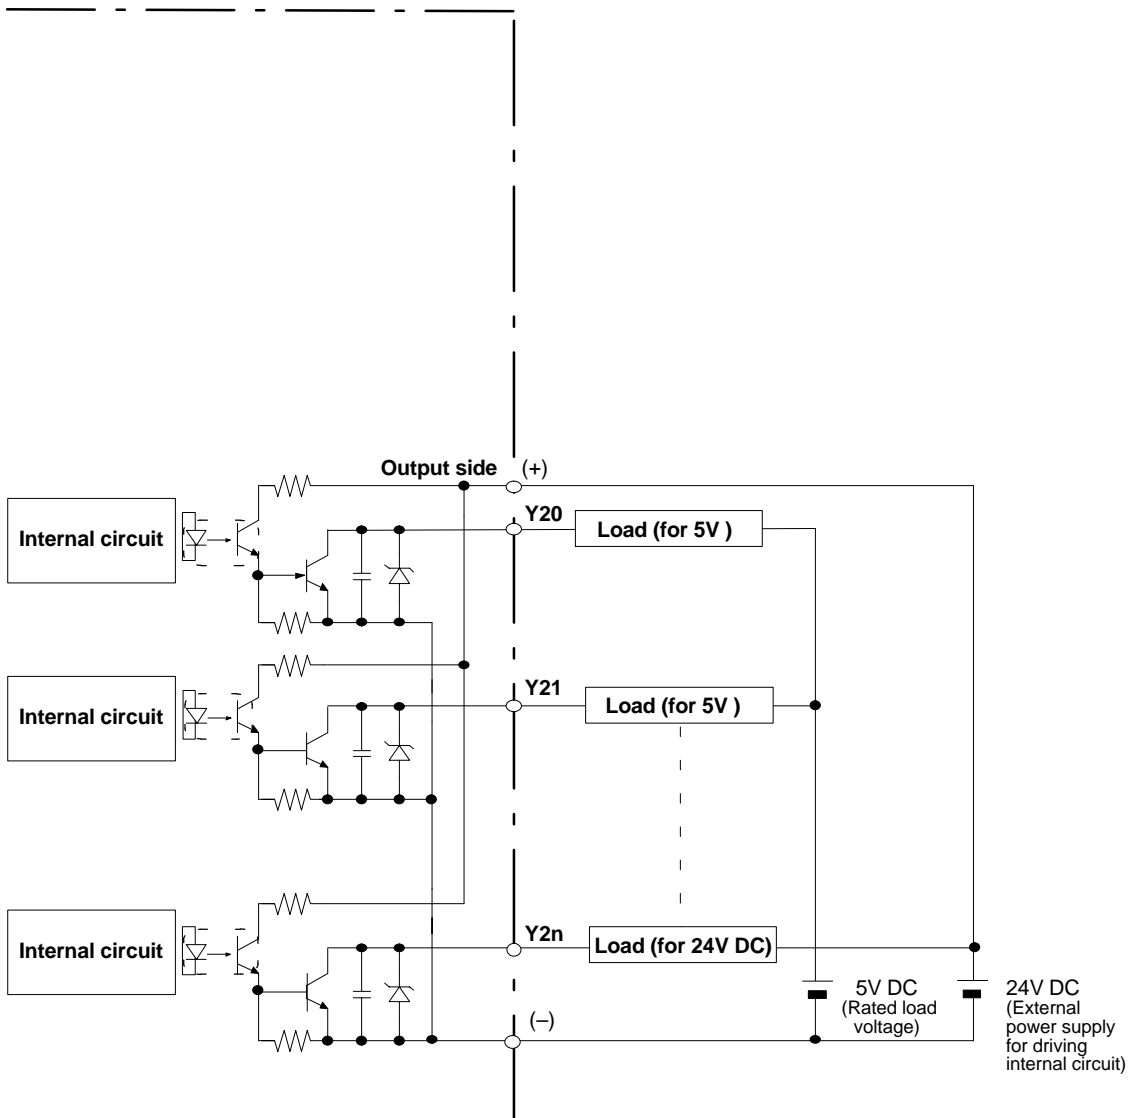 Output side (+)
Y20
Load (for 5V )
Internal circuit
Y21
Load (for 5V )
Internal circuit
Y2n
Load (for 24V DC)
Internal circuit
5V DC
(Rated load
voltage)
24V DC
(External
power supply
for driving
internal circuit)
(–)